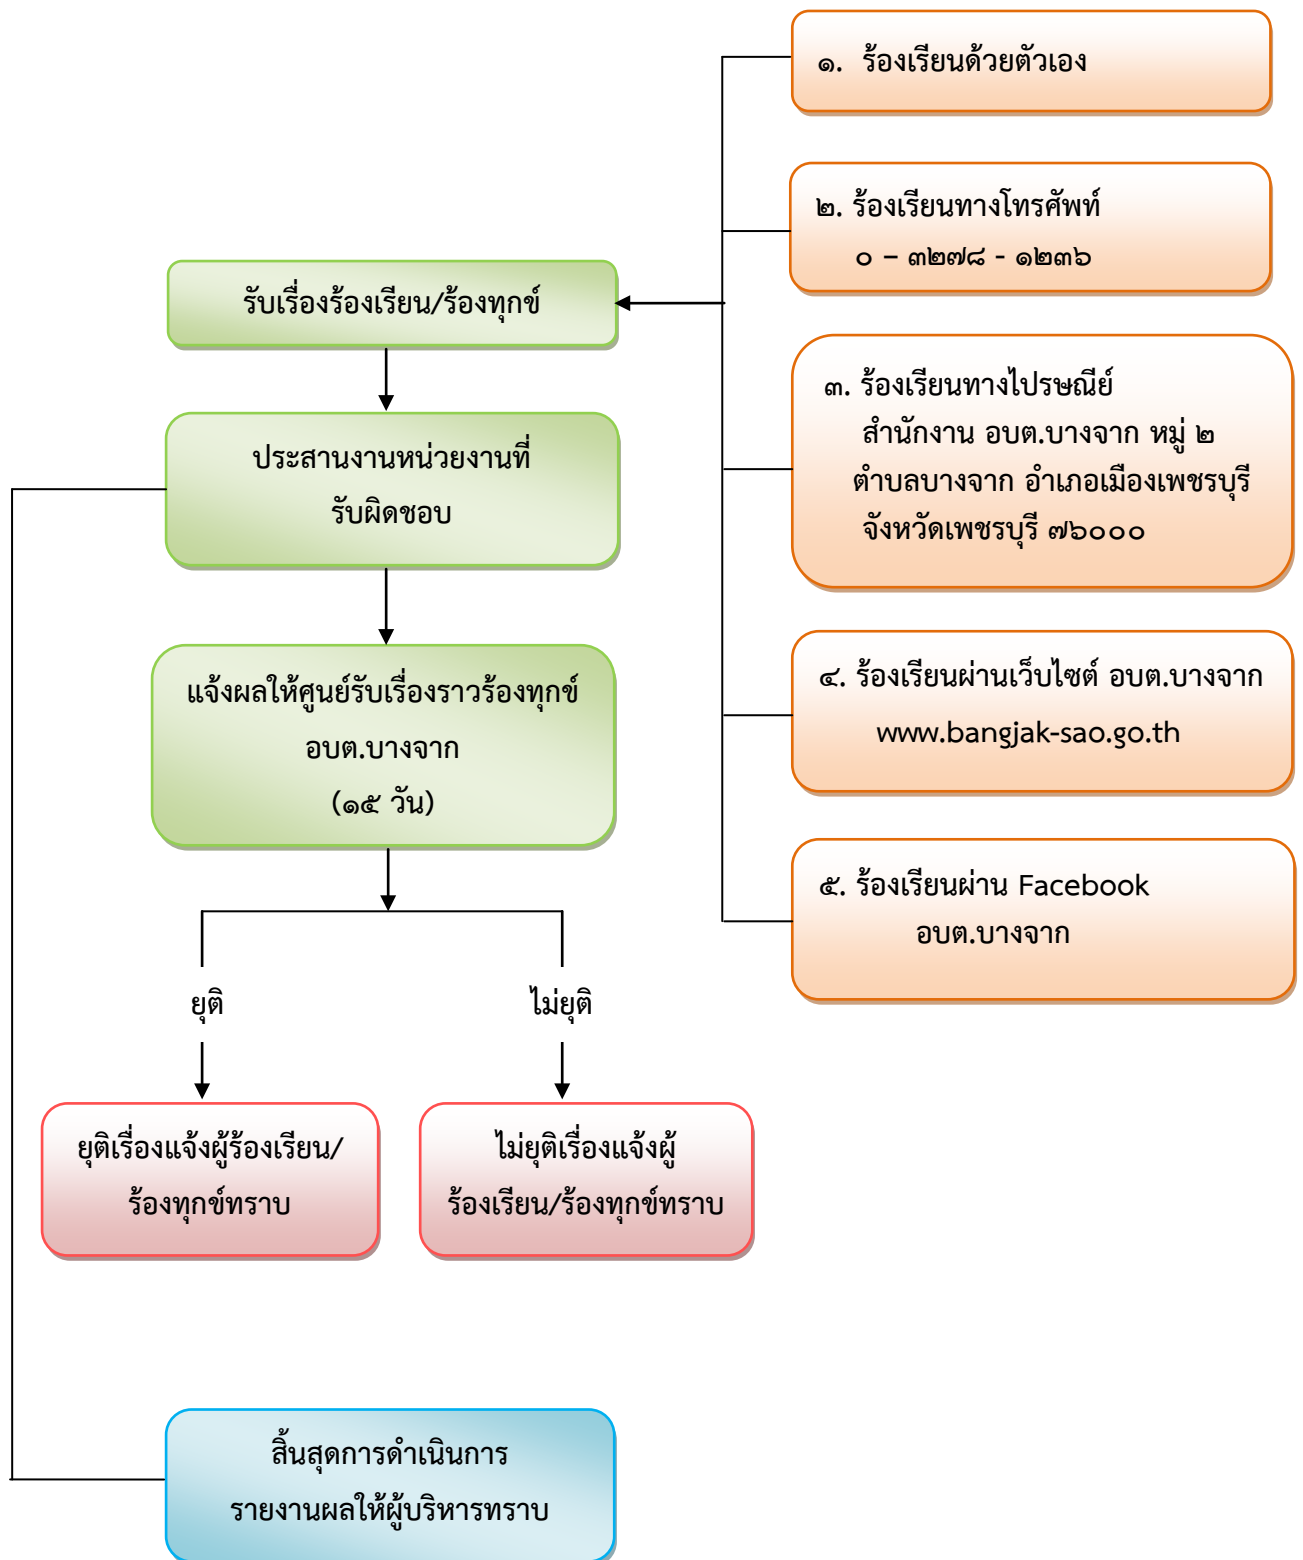 ๑. ร้องเรียนด้วยตัวเอง
๒. ร้องเรียนทางโทรศัพท์
๐ – ๓๒๗๘ - ๑๒๓๖
รับเรื่องร้องเรียน/ร้องทุกข์
๓. ร้องเรียนทางไปรษณีย์
สำนักงาน อบต.บางจาก หมู่ ๒
ตำบลบางจาก อำเภอเมืองเพชรบุรี
จังหวัดเพชรบุรี ๗๖๐๐๐
ประสานงานหน่วยงานที่
รับผิดชอบ
แจ้งผลให้ศูนย์รับเรื่องราวร้องทุกข์
อบต.บางจาก
(๑๕ วัน)
๔. ร้องเรียนผ่านเว็บไซต์ อบต.บางจาก
www.bangjak-sao.go.th
๕. ร้องเรียนผ่าน Facebook
อบต.บางจาก
ยุติ
ไม่ยุติ
ยุติเรื่องแจ้งผู้ร้องเรียน/
ร้องทุกข์ทราบ
ไม่ยุติเรื่องแจ้งผู้
ร้องเรียน/ร้องทุกข์ทราบ
สิ้นสุดการดำเนินการ
รายงานผลให้ผู้บริหารทราบ